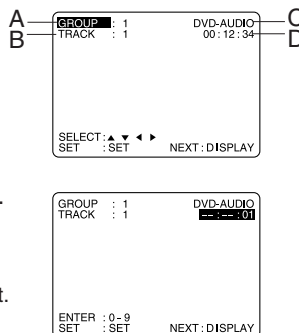 A GROUP : 1 DVD-AUDIO C
B TRACK : 1 00 : 12 : 34 D
SELECT : ▲ ▼ ◀ ▶
SET : SET NEXT : DISPLAY
.
GROUP : 1 DVD-AUDIO
TRACK : 1 -- : -- : 01
t.
ENTER : 0 - 9
SET : SET NEXT : DISPLAY